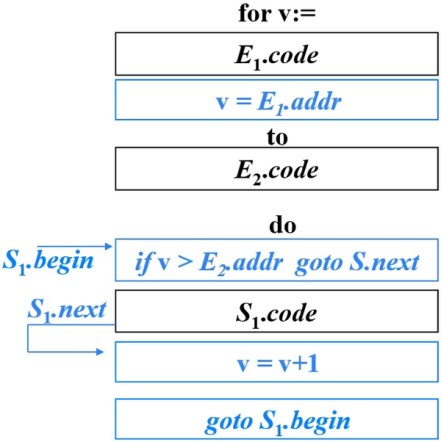 for v:=
E₁.code
v = E₁.addr
to
E₂.code
do
S₁.begin
if v > E₂.addr goto S.next
S₁.next
S₁.code
v = v+1
goto S₁.begin